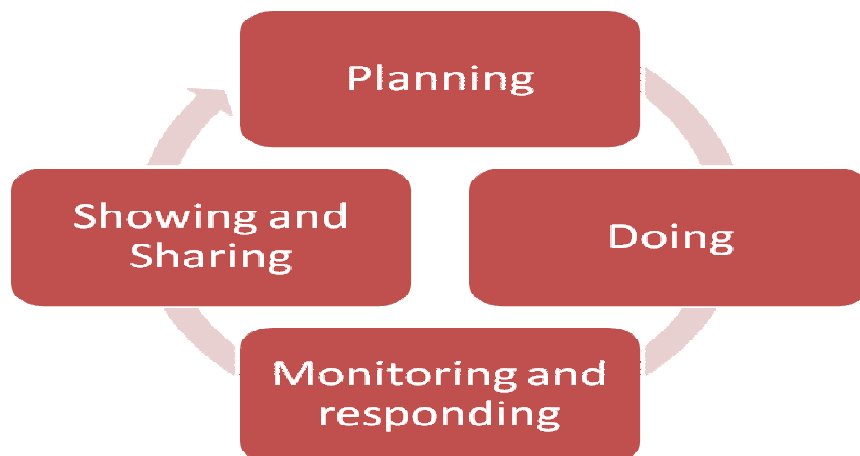 Planning
Doing
Monitoring and
responding
Showing and
Sharing